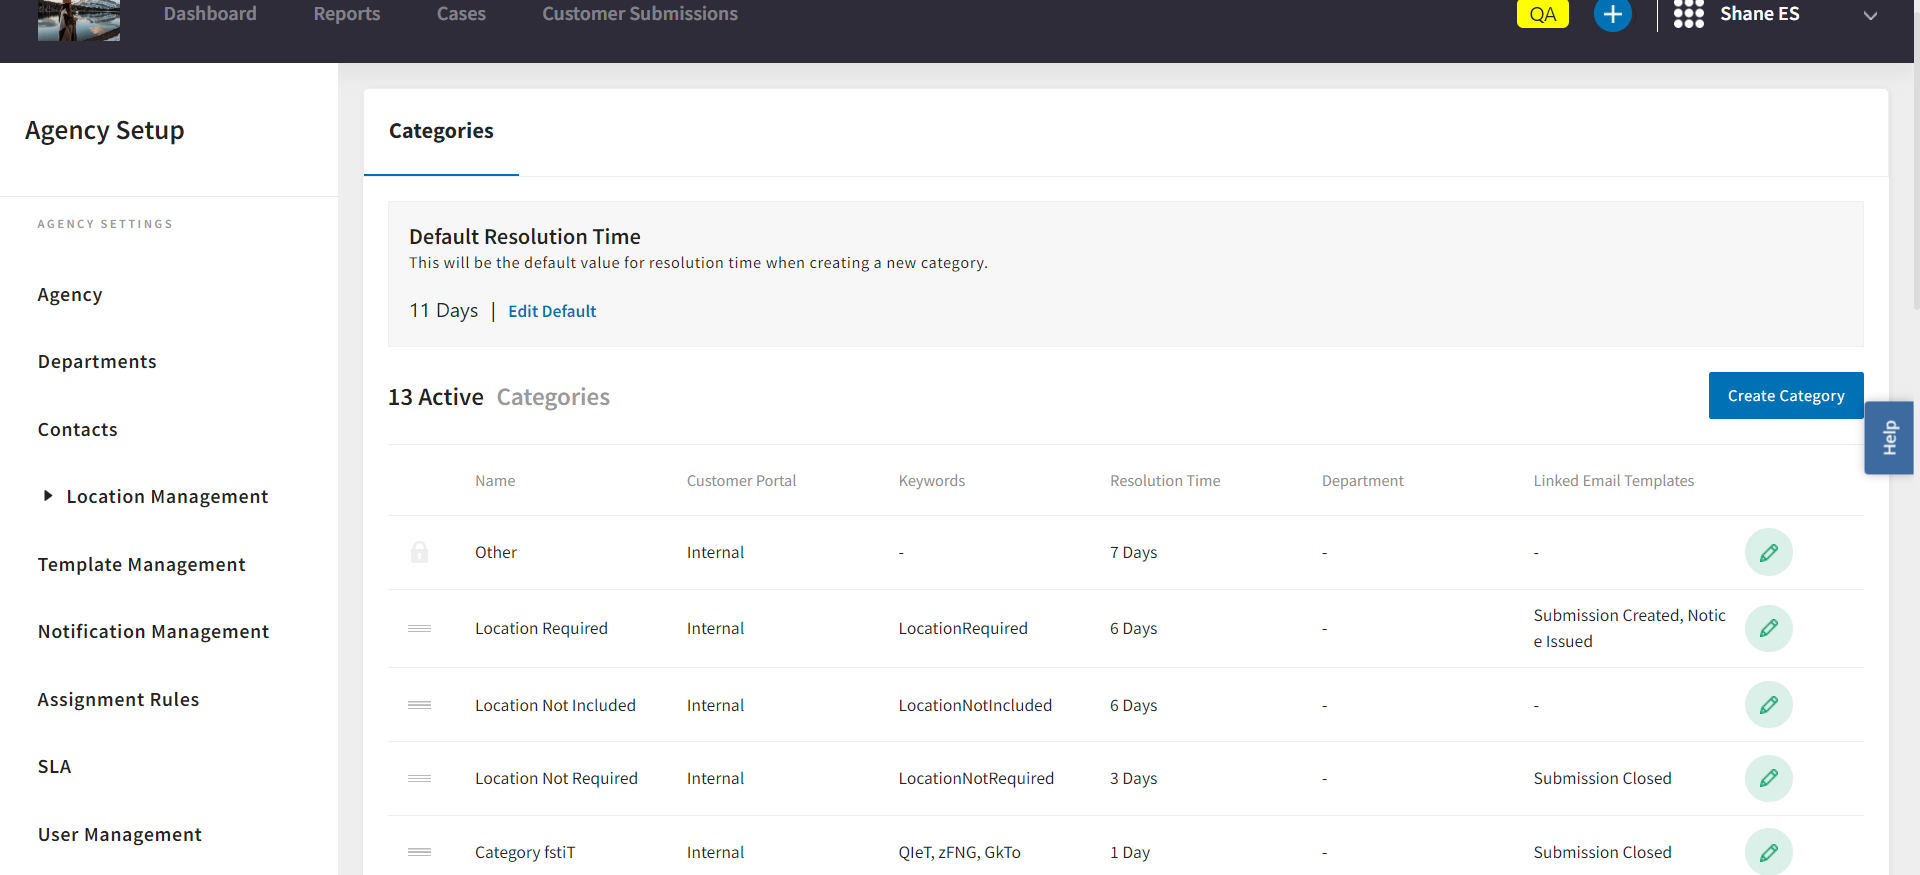 Dashboard Reports Cases Customer Submissions QA Shane ES
Agency Setup
AGENCY SETTINGS
Agency
Departments
Contacts
Location Management
Template Management
Notification Management
Assignment Rules
SLA
User Management
Categories
Default Resolution Time
This will be the default value for resolution time when creating a new category.
11 Days | Edit Default
13 Active Categories
Create Category
Help
Name Customer Portal Keywords Resolution Time Department Linked Email Templates
Other Internal - 7 Days - -
Location Required Internal LocationRequired 6 Days - Submission Created, Notic
e Issued
Location Not Included Internal LocationNotIncluded 6 Days - -
Location Not Required Internal LocationNotRequired 3 Days - Submission Closed
Category fstiT Internal QIeT, zFNG, GkTo 1 Day - Submission Closed